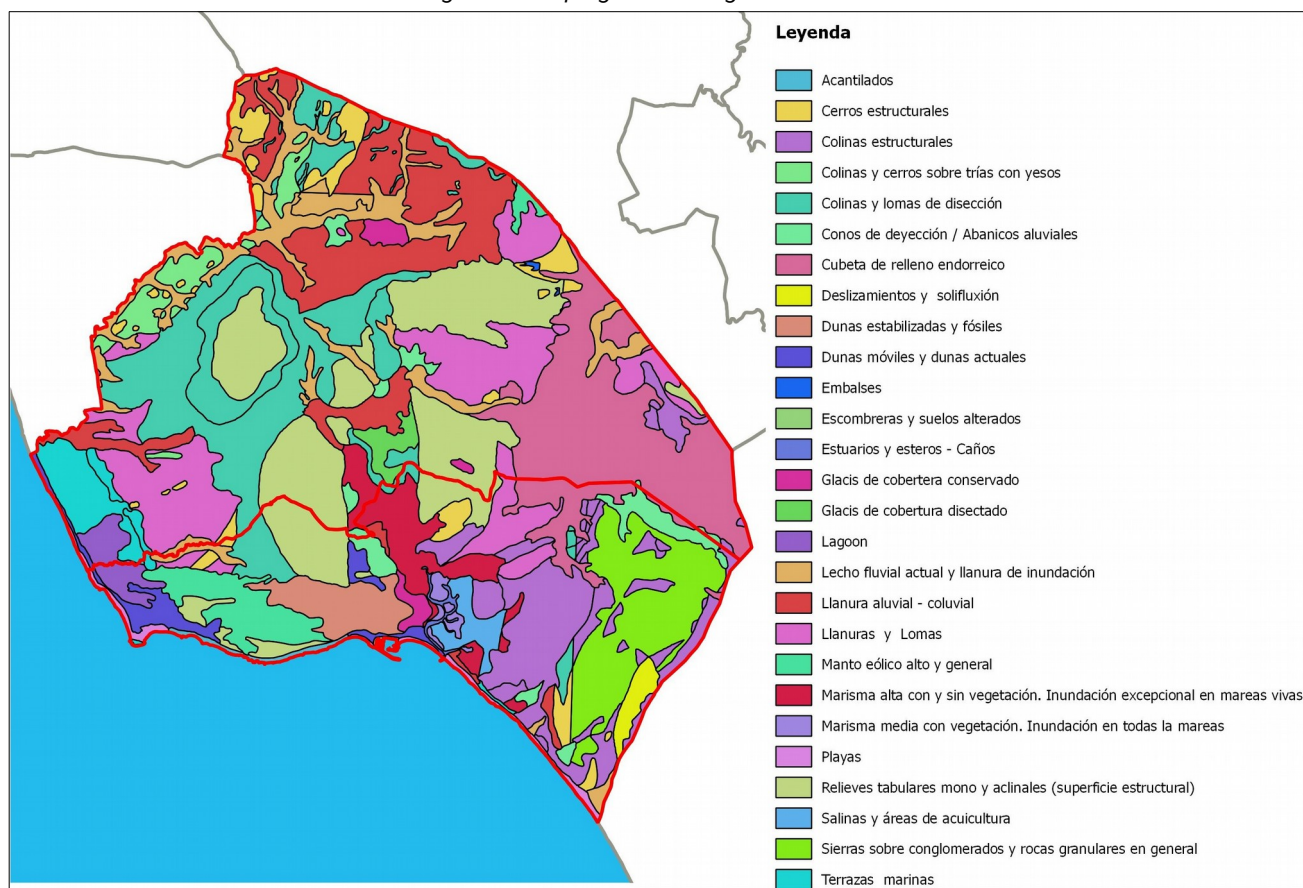 Leyenda
Acantilados
Cerros estructurales
Colinas estructurales
Colinas y cerros sobre trías con yesos
Colinas y lomas de disección
Conos de deyección / Abanicos aluviales
Cubeta de relleno endorreico
Deslizamientos y solifluxión
Dunas estabilizadas y fósiles
Dunas móviles y dunas actuales
Embalses
Escombreras y suelos alterados
Estuarios y esteros - Caños
Glacis de cobertera conservado
Glacis de cobertura disectado
Lagoon
Lecho fluvial actual y llanura de inundación
Llanura aluvial - coluvial
Llanuras y Lomas
Manto eólico alto y general
Marisma alta con y sin vegetación. Inundación excepcional en mareas vivas
Marisma media con vegetación. Inundación en todas la mareas
Playas
Relieves tabulares mono y aclinales (superficie estructural)
Salinas y áreas de acuicultura
Sierras sobre conglomerados y rocas granulares en general
Terrazas marinas